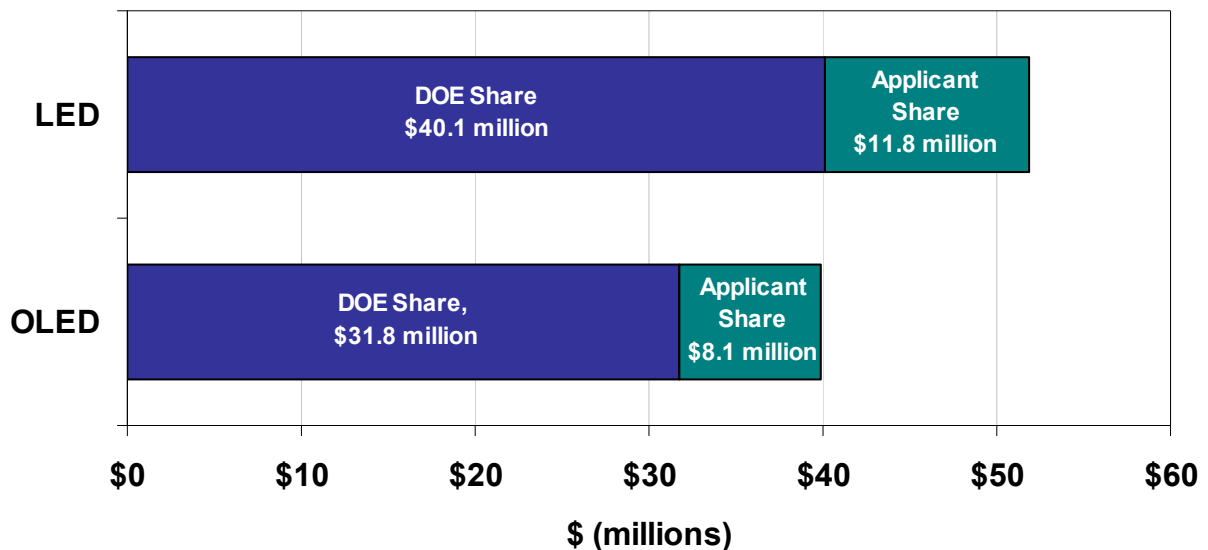 LED
DOE Share
$40.1 million
Applicant
Share
$11.8 million
OLED
DOE Share,
$31.8 million
Applicant
Share
$8.1 million
$0
$10
$20
$30
$40
$50
$60
$ (millions)